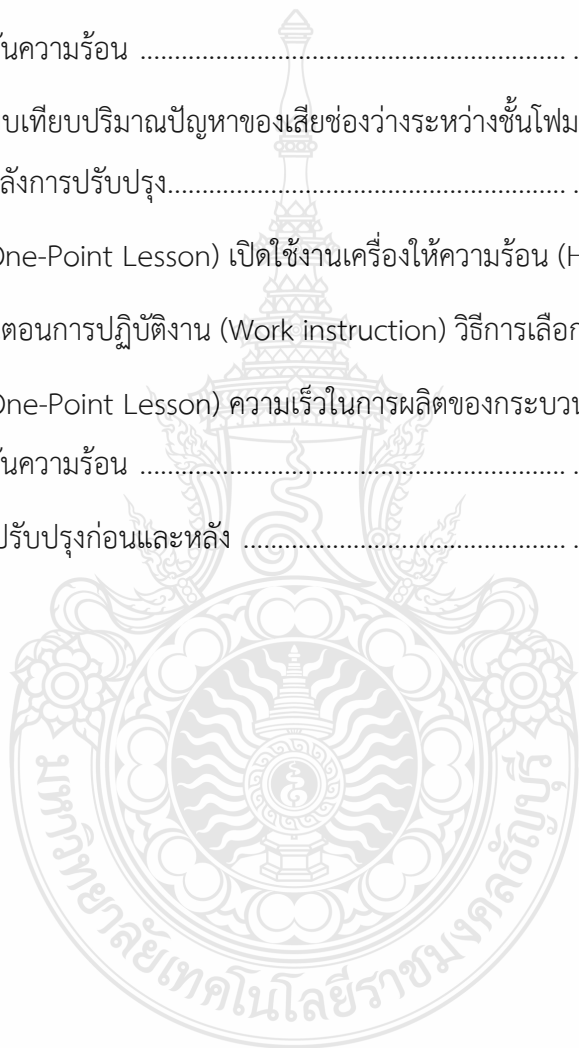 ันความร้อน ........................................................ .
บเทียบปริมาณปัญหาของเสียช่องว่างระหว่างชั้นโฟม
ลังการปรับปรุง.................................................... .
One-Point Lesson) เปิดใช้งานเครื่องให้ความร้อน (H
ตอนการปฏิบัติงาน (Work instruction) วิธีการเลือก
One-Point Lesson) ความเร็วในการผลิตของกระบวน
ันความร้อน ........................................................ .
ปรับปรุงก่อนและหลัง .......................................... .
มหาวิทยาลัยเทคโนโลยีราชมงคลธัญบุรี